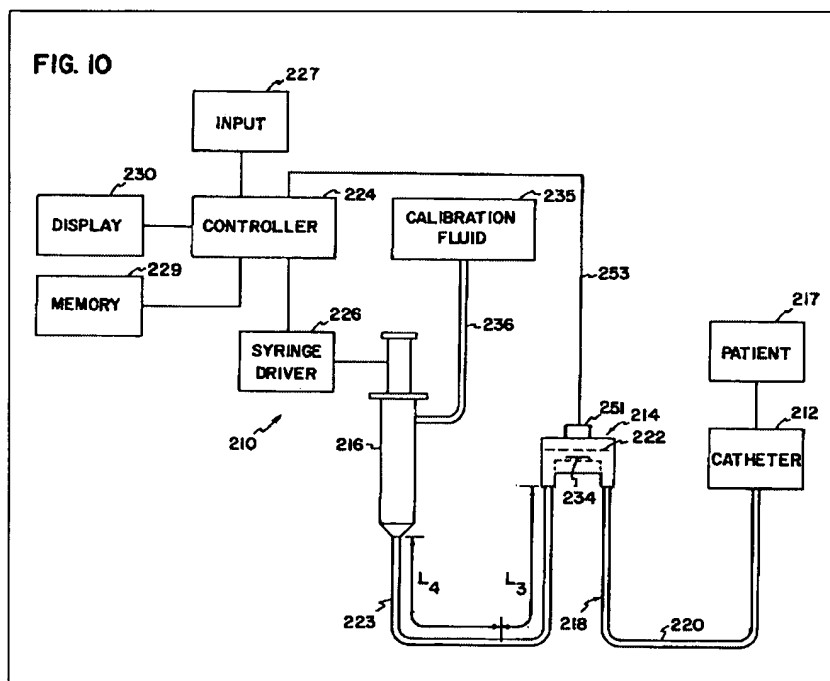 FIG. 10
227
INPUT
230
DISPLAY
224
CONTROLLER
235
CALIBRATION
FLUID
229
MEMORY
253
226
SYRINGE
DRIVER
236
217
PATIENT
210
216
251
214
222
234
212
CATHETER
L4
L3
223
218
220